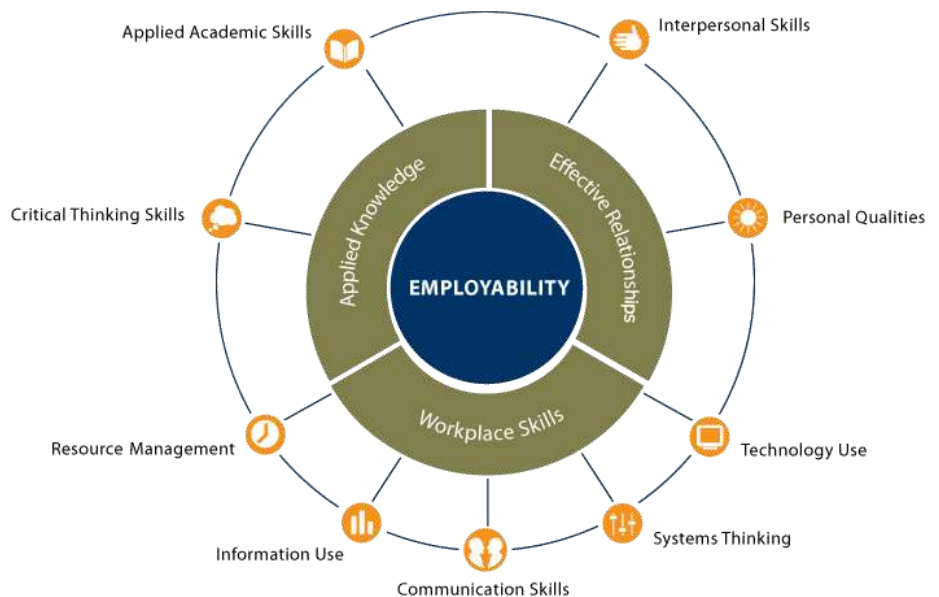 Applied Academic Skills
Interpersonal Skills
Critical Thinking Skills
Applied Knowledge
Effective Relationships
Personal Qualities
EMPLOYABILITY
Workplace Skills
Resource Management
Technology Use
Information Use
Systems Thinking
Communication Skills